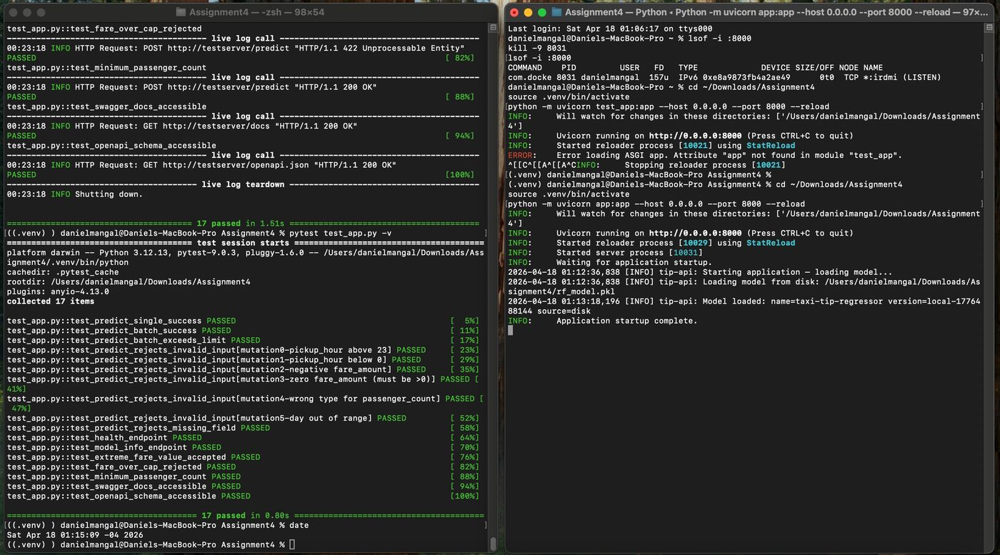 Assignment4 — -zsh — 98×54
test_app.py::test_fare_over_cap_rejected
-------------------------------- live log call --------------------------------
00:23:18 INFO HTTP Request: POST http://testserver/predict "HTTP/1.1 422 Unprocessable Entity"
PASSED [ 82%]
test_app.py::test_minimum_passenger_count
-------------------------------- live log call --------------------------------
00:23:18 INFO HTTP Request: POST http://testserver/predict "HTTP/1.1 200 OK"
PASSED [ 88%]
test_app.py::test_swagger_docs_accessible
-------------------------------- live log call --------------------------------
00:23:18 INFO HTTP Request: GET http://testserver/docs "HTTP/1.1 200 OK"
PASSED [ 94%]
test_app.py::test_openapi_schema_accessible
-------------------------------- live log call --------------------------------
00:23:18 INFO HTTP Request: GET http://testserver/openapi.json "HTTP/1.1 200 OK"
PASSED [100%]
------------------------------ live log teardown ------------------------------
00:23:18 INFO Shutting down.
============================== 17 passed in 1.51s ==============================
[((.venv) ) danielmangal@Daniels-MacBook-Pro Assignment4 % pytest test_app.py -v ]
============================== test session starts ==============================
platform darwin -- Python 3.12.13, pytest-9.0.3, pluggy-1.6.0 -- /Users/danielmangal/Downloads/Ass
ignment4/.venv/bin/python
cachedir: .pytest_cache
rootdir: /Users/danielmangal/Downloads/Assignment4
plugins: anyio-4.13.0
collected 17 items
test_app.py::test_predict_single_success PASSED [ 5%]
test_app.py::test_predict_batch_success PASSED [ 11%]
test_app.py::test_predict_batch_exceeds_limit PASSED [ 17%]
test_app.py::test_predict_rejects_invalid_input[mutation0-pickup_hour above 23] PASSED [ 23%]
test_app.py::test_predict_rejects_invalid_input[mutation1-pickup_hour below 0] PASSED [ 29%]
test_app.py::test_predict_rejects_invalid_input[mutation2-negative fare_amount] PASSED [ 35%]
test_app.py::test_predict_rejects_invalid_input[mutation3-zero fare_amount (must be >0)] PASSED [
41%]
test_app.py::test_predict_rejects_invalid_input[mutation4-wrong type for passenger_count] PASSED [
47%]
test_app.py::test_predict_rejects_invalid_input[mutation5-day out of range] PASSED [ 52%]
test_app.py::test_predict_rejects_missing_field PASSED [ 58%]
test_app.py::test_health_endpoint PASSED [ 64%]
test_app.py::test_model_info_endpoint PASSED [ 70%]
test_app.py::test_extreme_fare_value_accepted PASSED [ 76%]
test_app.py::test_fare_over_cap_rejected PASSED [ 82%]
test_app.py::test_minimum_passenger_count PASSED [ 88%]
test_app.py::test_swagger_docs_accessible PASSED [ 94%]
test_app.py::test_openapi_schema_accessible PASSED [100%]
============================== 17 passed in 0.80s ==============================
[((.venv) ) danielmangal@Daniels-MacBook-Pro Assignment4 % date ]
Sat Apr 18 01:15:09 -04 2026
((.venv) ) danielmangal@Daniels-MacBook-Pro Assignment4 %
Assignment4 — Python ◂ Python -m uvicorn app:app --host 0.0.0.0 --port 8000 --reload — 97×...
Last login: Sat Apr 18 01:06:17 on ttys000
danielmangal@Daniels-MacBook-Pro ~ % lsof -i :8000
kill -9 8031
[lsof -i :8000 ]
COMMAND PID USER FD TYPE DEVICE SIZE/OFF NODE NAME
com.docke 8031 danielmangal 157u IPv6 0xe8a9873fb4a2ae49 0t0 TCP *:irdmi (LISTEN)
danielmangal@Daniels-MacBook-Pro ~ % cd ~/Downloads/Assignment4
source .venv/bin/activate
[python -m uvicorn test_app:app --host 0.0.0.0 --port 8000 --reload ]
INFO: Will watch for changes in these directories: ['/Users/danielmangal/Downloads/Assignment
4']
INFO: Uvicorn running on http://0.0.0.0:8000 (Press CTRL+C to quit)
INFO: Started reloader process [10021] using StatReload
ERROR: Error loading ASGI app. Attribute "app" not found in module "test_app".
^[[C^[[A^[[A^CINFO: Stopping reloader process [10021]
[(.venv) danielmangal@Daniels-MacBook-Pro Assignment4 % ]
(.venv) danielmangal@Daniels-MacBook-Pro Assignment4 % cd ~/Downloads/Assignment4
source .venv/bin/activate
[python -m uvicorn app:app --host 0.0.0.0 --port 8000 --reload ]
INFO: Will watch for changes in these directories: ['/Users/danielmangal/Downloads/Assignment
4']
INFO: Uvicorn running on http://0.0.0.0:8000 (Press CTRL+C to quit)
INFO: Started reloader process [10029] using StatReload
INFO: Started server process [10031]
INFO: Waiting for application startup.
2026-04-18 01:12:36,838 [INFO] tip-api: Starting application — loading model...
2026-04-18 01:12:36,838 [INFO] tip-api: Loading model from disk: /Users/danielmangal/Downloads/As
signment4/rf_model.pkl
2026-04-18 01:13:18,196 [INFO] tip-api: Model loaded: name=taxi-tip-regressor version=local-17764
88144 source=disk
INFO: Application startup complete.